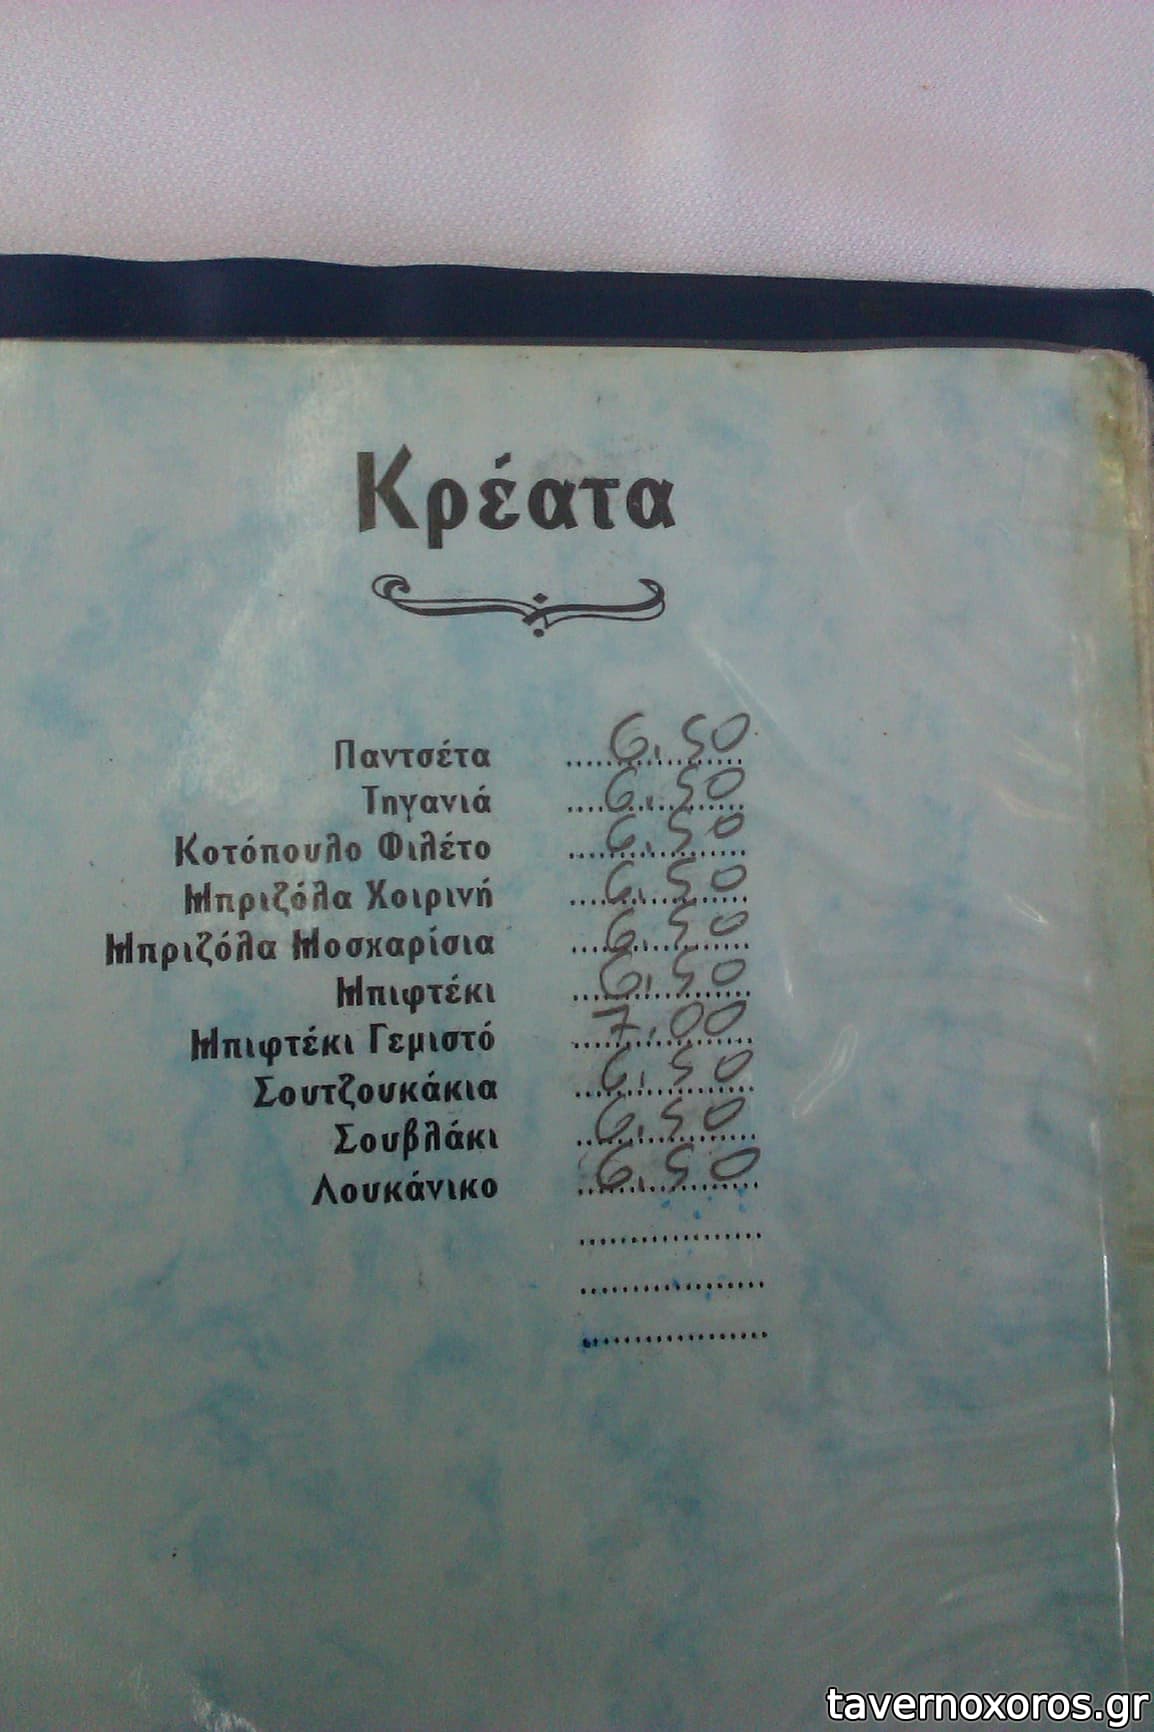 Κρέατα
Παντσέτα ..... 6,50
Τηγανιά ..... 6,50
Κοτόπουλο Φιλέτο ..... 6,50
Μπριζόλα Χοιρινή ..... 6,50
Μπριζόλα Μοσχαρίσια ..... 6,50
Μπιφτέκι ..... 6,50
Μπιφτέκι Γεμιστό ..... 7,00
Σουτζουκάκια ..... 6,50
Σουβλάκι ..... 6,50
Λουκάνικο ..... 6,50
tavernoxoros.gr